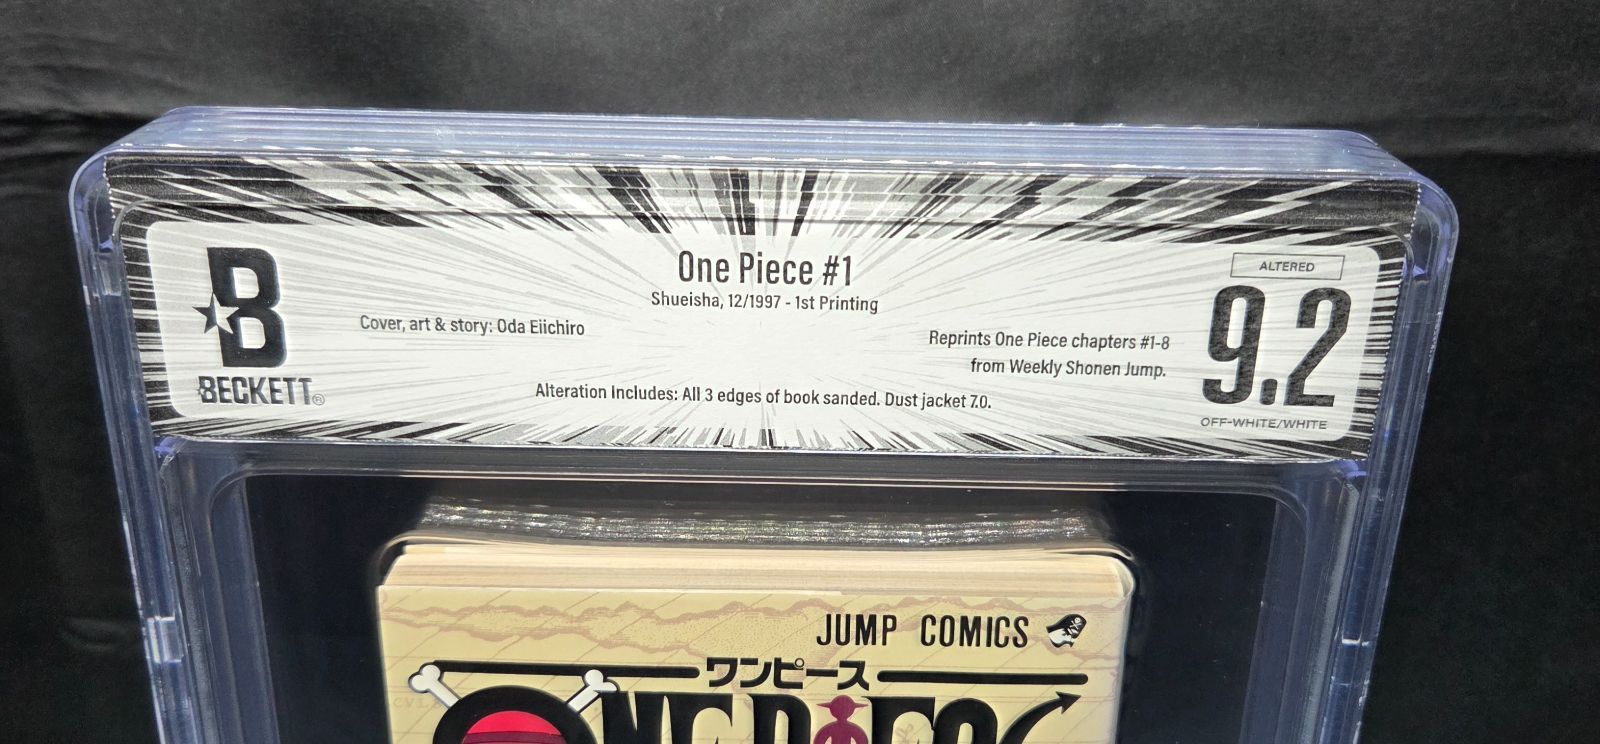 B
BECKETT®
One Piece #1
Shueisha, 12/1997 - 1st Printing
Cover, art & story: Oda Eiichiro
Reprints One Piece chapters #1-8
from Weekly Shonen Jump.
Alteration Includes: All 3 edges of book sanded. Dust jacket 7.0.
ALTERED
9.2
OFF-WHITE/WHITE
JUMP COMICS
ワンピース
ONE PIECE